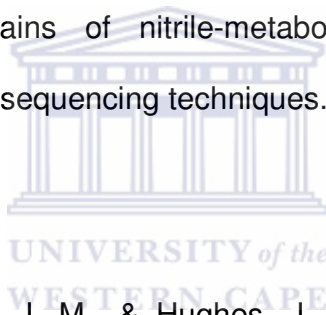 ains of nitrile-metabo
sequencing techniques.
UNIVERSITY of the
WESTERN CAPE
J. M. & Hughes, J.